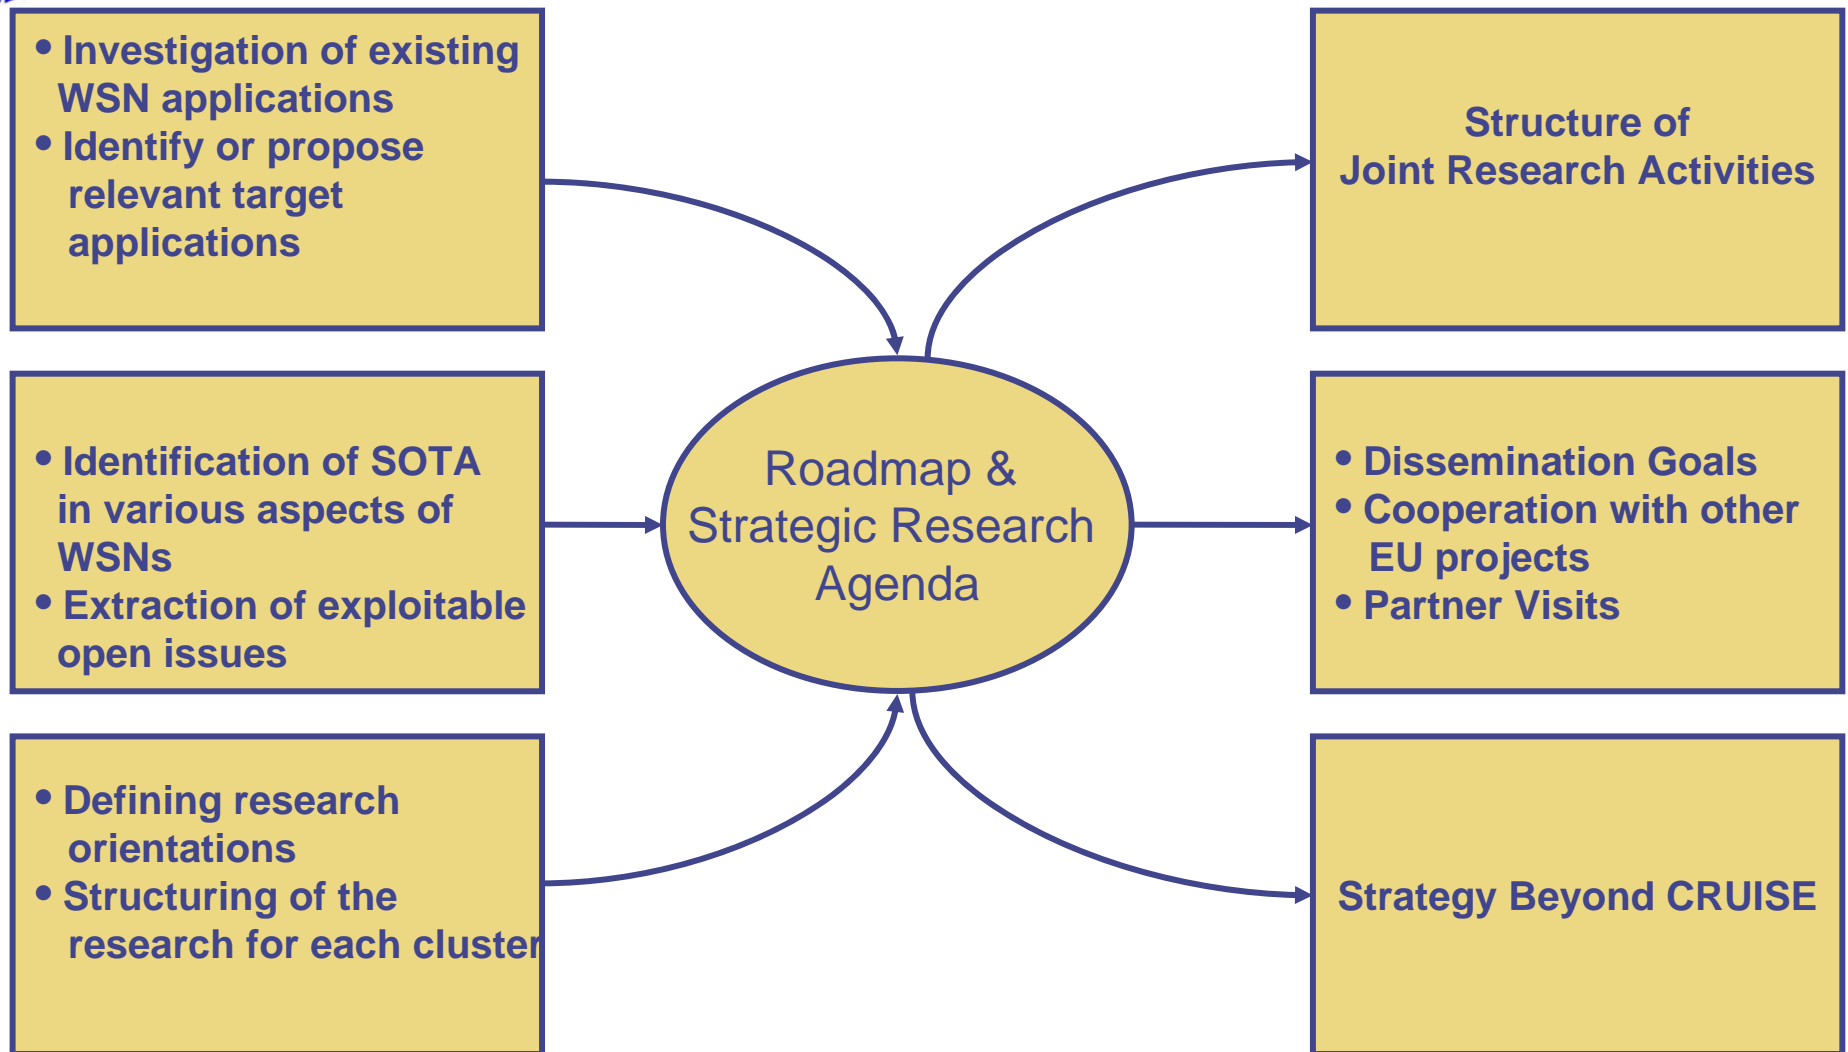 • Investigation of existing
WSN applications
• Identify or propose
relevant target
applications
• Identification of SOTA
in various aspects of
WSNs
• Extraction of exploitable
open issues
• Defining research
orientations
• Structuring of the
research for each cluster
Roadmap &
Strategic Research
Agenda
Structure of
Joint Research Activities
• Dissemination Goals
• Cooperation with other
EU projects
• Partner Visits
Strategy Beyond CRUISE